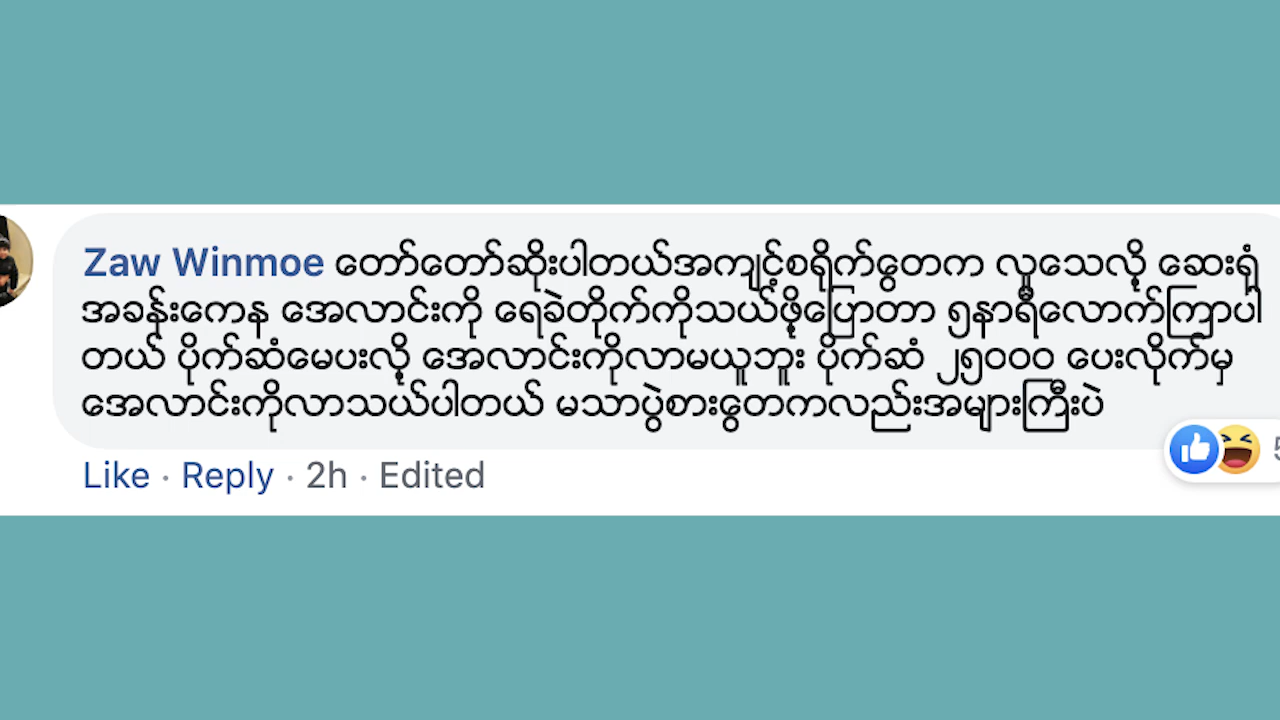 Zaw Winmoe တော်တော်ဆိုးပါတယ်အကျင့်စရိုက်တွေက လူသေလို့ ဆေးရုံ
အခန်းကေန အေလာင်းကို ရေခဲတိုက်ကိုသယ်ဖို့ပြောတာ ၅နာရီလောက်ကြာပါ
တယ် ပိုက်ဆံမေပးလို့ အေလာင်းကိုလာမယူဘူး ပိုက်ဆံ ၂၅၀၀၀ ပေးလိုက်မှ
အေလာင်းကိုလာသယ်ပါတယ် မသာပွဲစားတွေကလည်းအများကြီးပဲ
Like · Reply · 2h · Edited